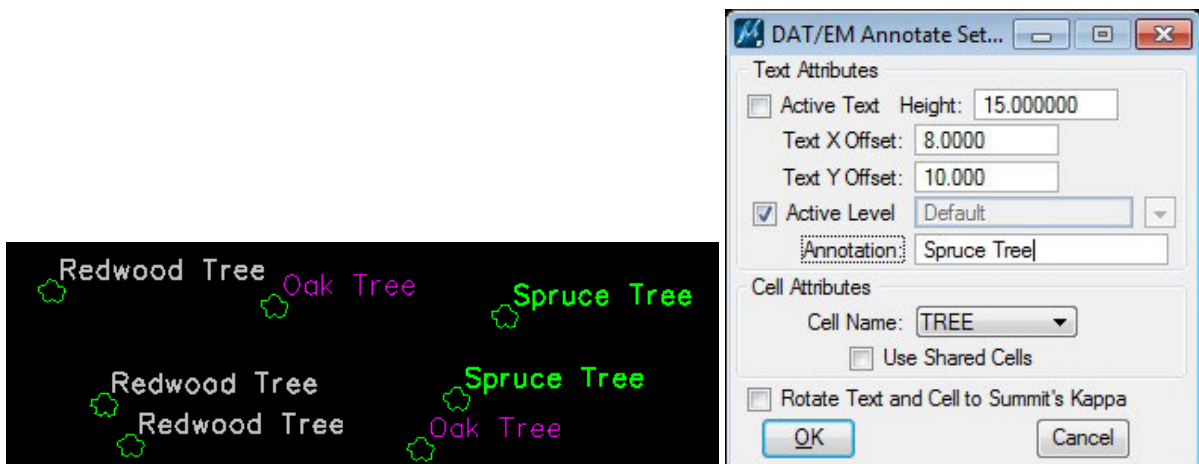 Redwood Tree
Oak Tree
Spruce Tree
Redwood Tree
Spruce Tree
Redwood Tree
Oak Tree
DAT/EM Annotate Set...
Text Attributes
Active Text Height: 15.000000
Text X Offset: 8.0000
Text Y Offset: 10.000
Active Level Default
Annotation: Spruce Tree
Cell Attributes
Cell Name: TREE
Use Shared Cells
Rotate Text and Cell to Summit's Kappa
OK Cancel